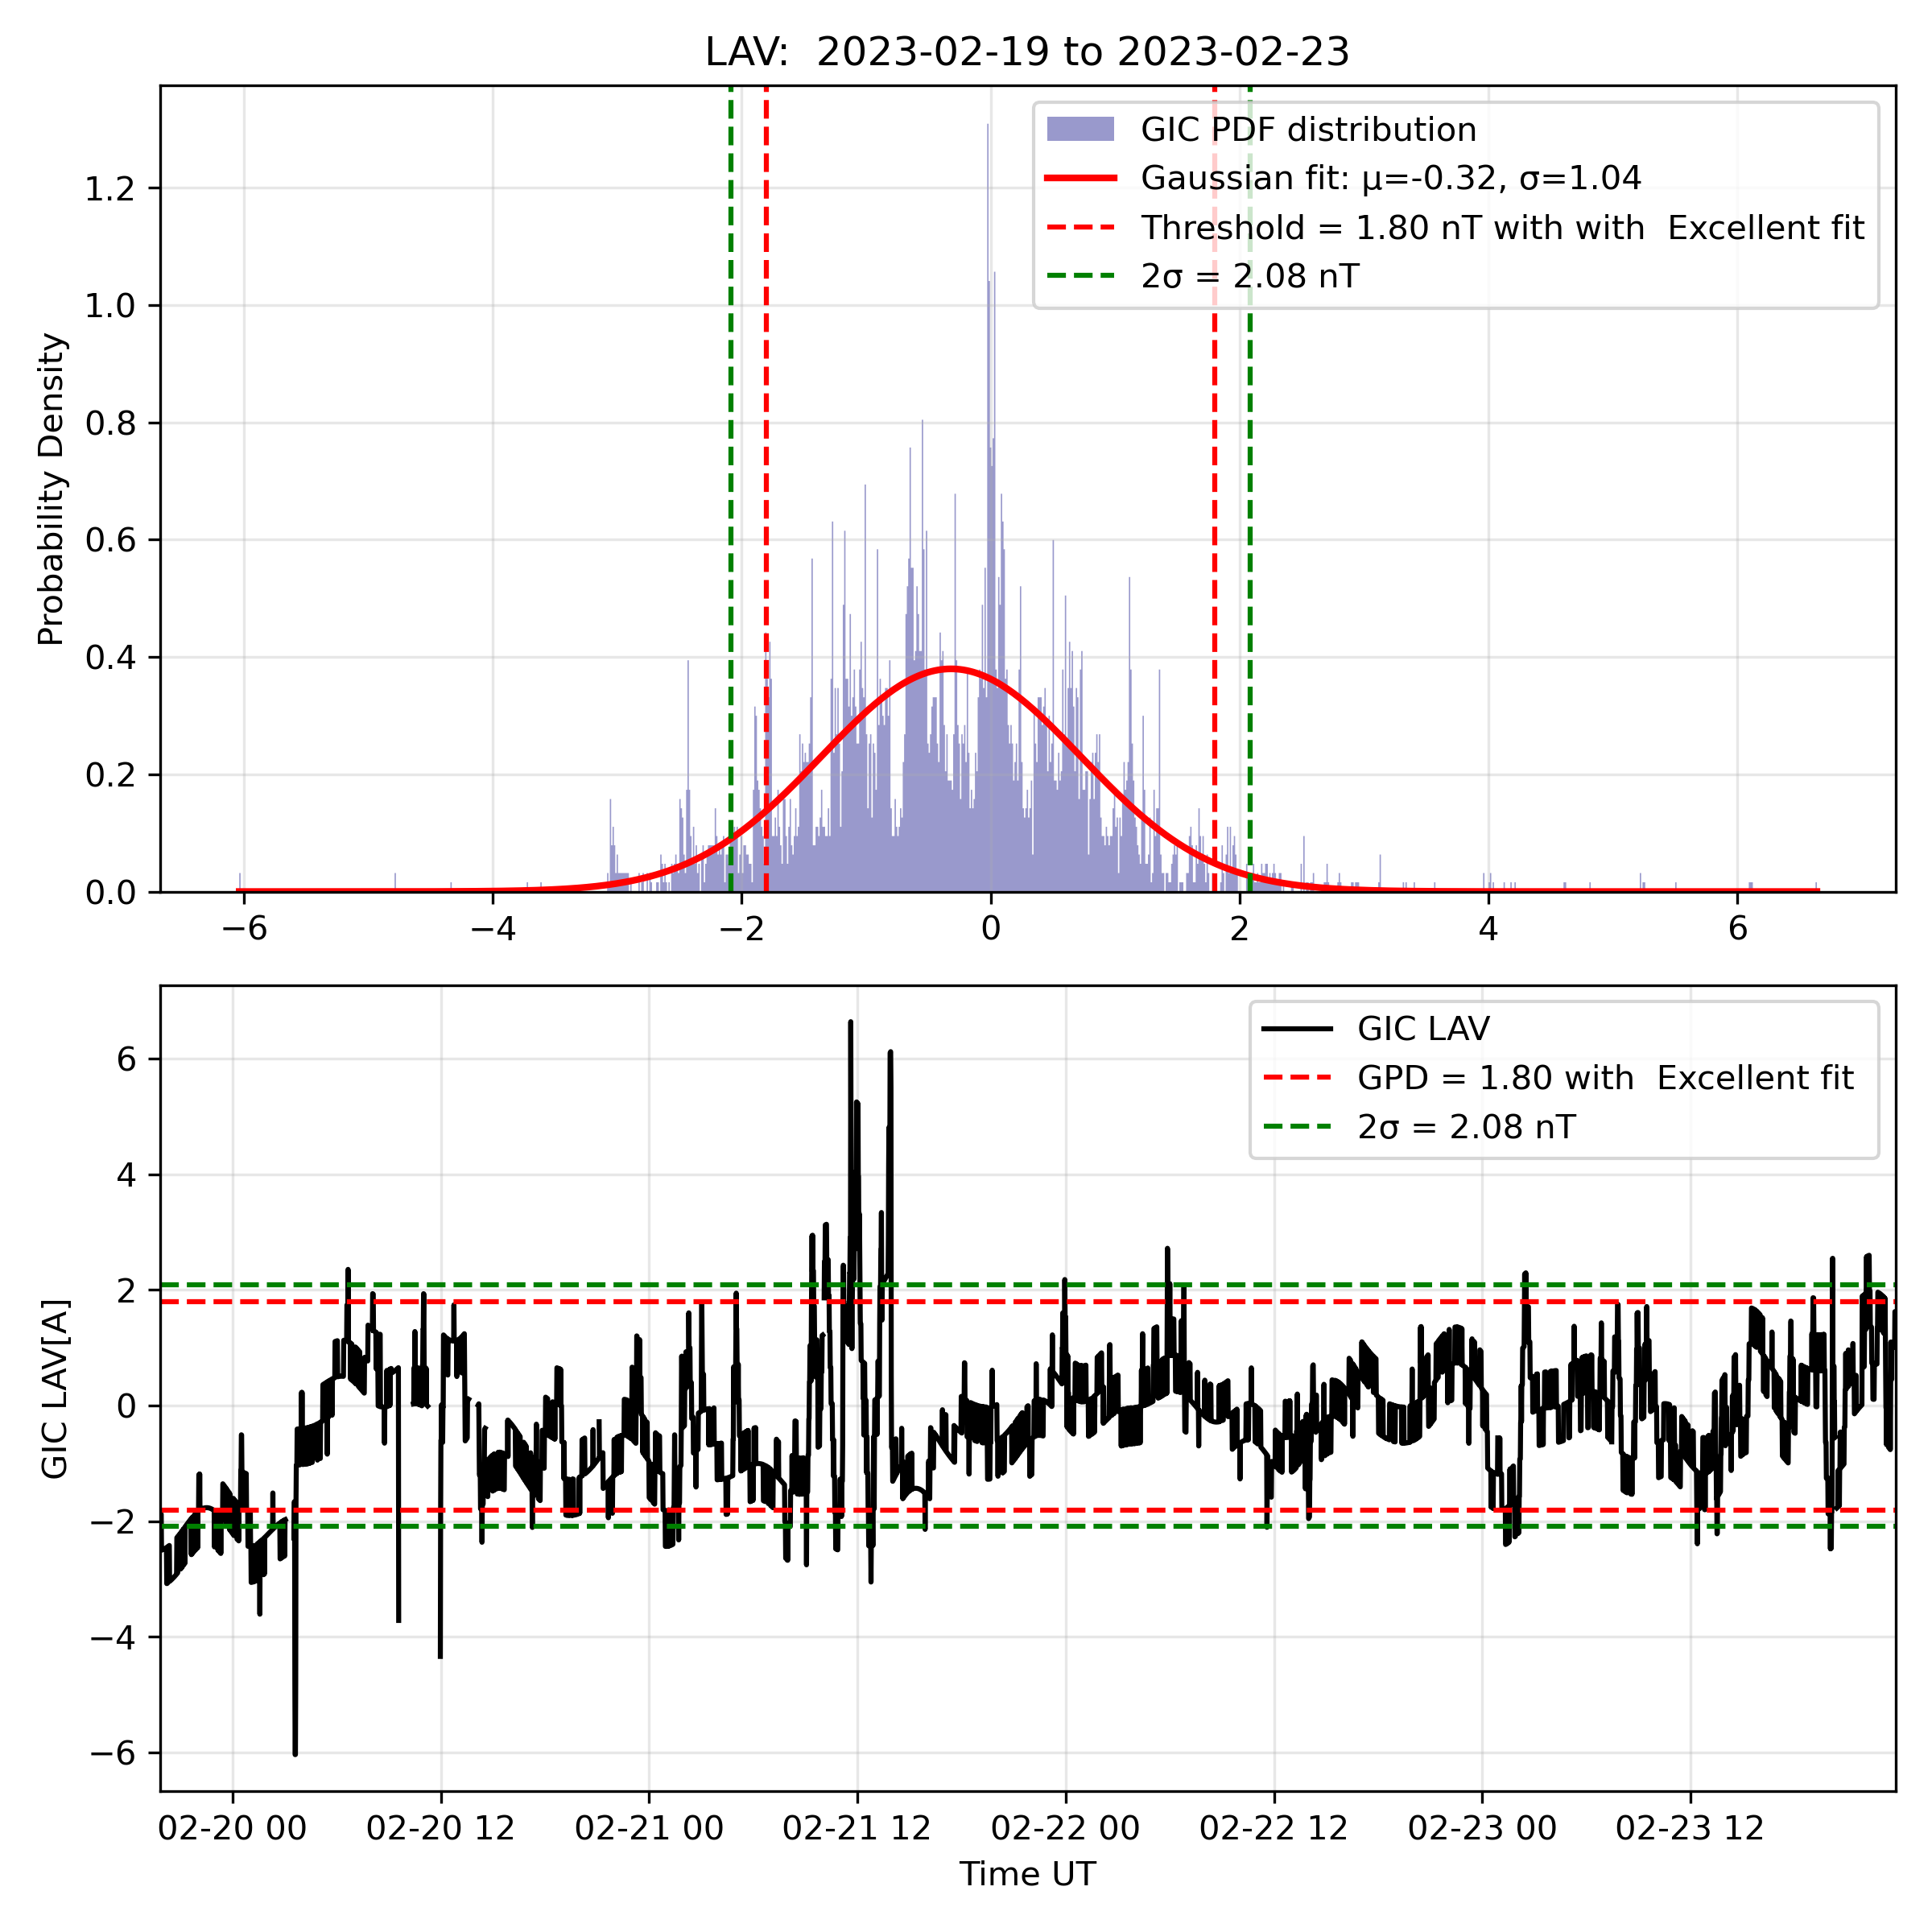 LAV:  2023-02-19 to 2023-02-23
GIC PDF distribution
Gaussian fit: μ=-0.32, σ=1.04
Threshold = 1.80 nT with with  Excellent fit
2σ = 2.08 nT
Probability Density
1.2
1.0
0.8
0.6
0.4
0.2
0.0
−6 −4 −2 0 2 4 6
GIC LAV
GPD = 1.80 with  Excellent fit
2σ = 2.08 nT
GIC LAV[A]
6
4
2
0
−2
−4
−6
02-20 00 02-20 12 02-21 00 02-21 12 02-22 00 02-22 12 02-23 00 02-23 12
Time UT